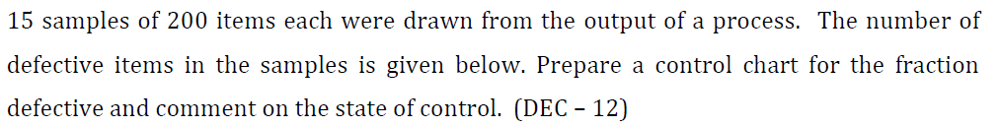 15 samples of 200 items each were drawn from the output of a process. The number of
defective items in the samples is given below. Prepare a control chart for the fraction
defective and comment on the state of control. (DEC – 12)